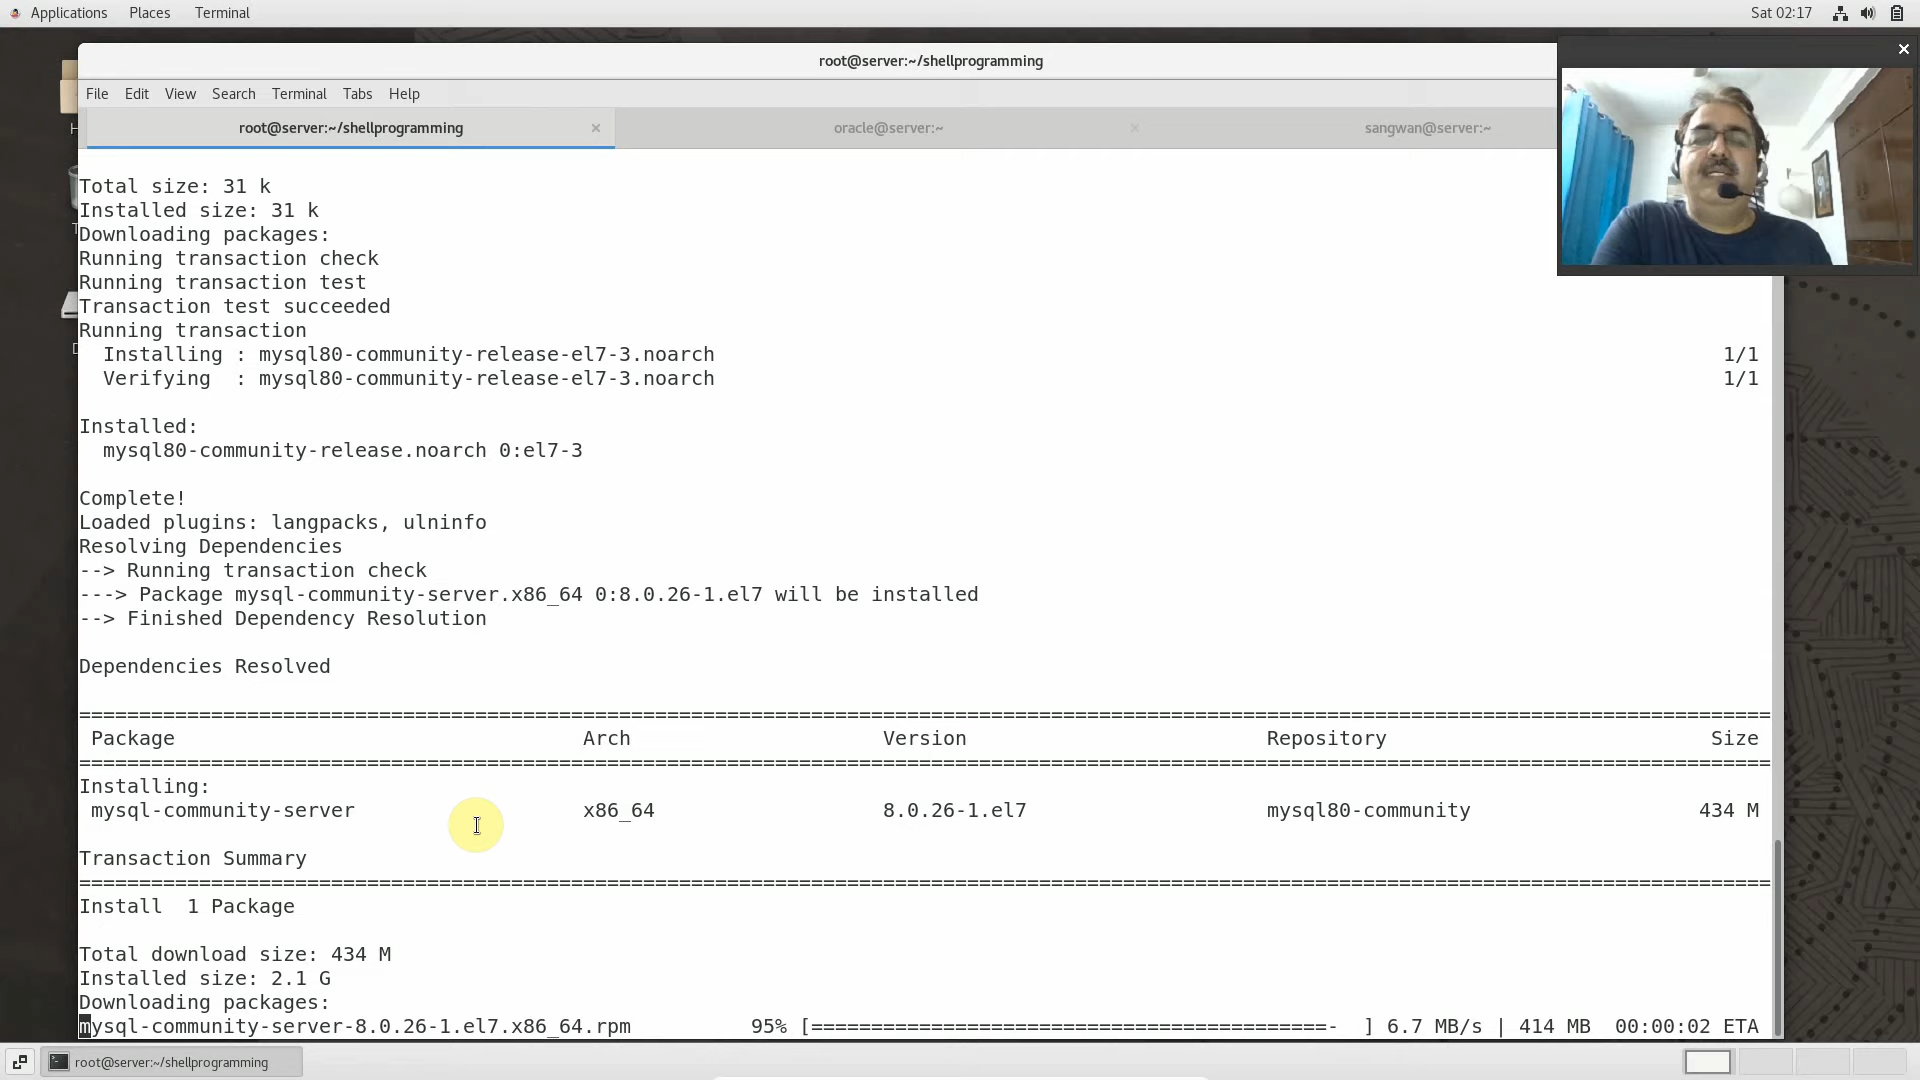 Applications Places Terminal Sat 02:17
root@server:~/shellprogramming
File Edit View Search Terminal Tabs Help
root@server:~/shellprogramming × oracle@server:~ × sangwan@server:~
Total size: 31 k
Installed size: 31 k
Downloading packages:
Running transaction check
Running transaction test
Transaction test succeeded
Running transaction
Installing : mysql80-community-release-el7-3.noarch 1/1
Verifying : mysql80-community-release-el7-3.noarch 1/1
Installed:
mysql80-community-release.noarch 0:el7-3
Complete!
Loaded plugins: langpacks, ulninfo
Resolving Dependencies
--> Running transaction check
---> Package mysql-community-server.x86_64 0:8.0.26-1.el7 will be installed
--> Finished Dependency Resolution
Dependencies Resolved
================================================================================
Package Arch Version Repository Size
================================================================================
Installing:
mysql-community-server x86_64 8.0.26-1.el7 mysql80-community 434 M
Transaction Summary
================================================================================
Install 1 Package
Total download size: 434 M
Installed size: 2.1 G
Downloading packages:
mysql-community-server-8.0.26-1.el7.x86_64.rpm 95% [===========================================- ] 6.7 MB/s | 414 MB 00:00:02 ETA
root@server:~/shellprogramming